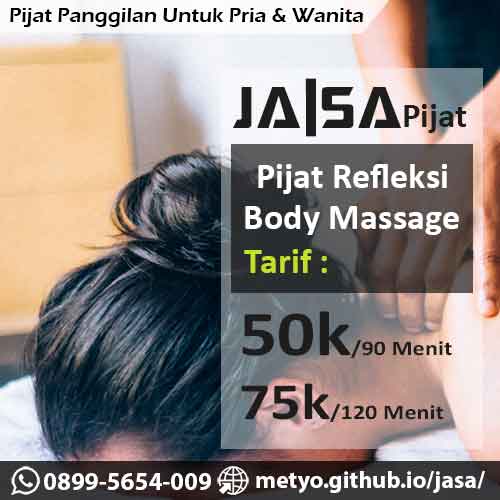 Pijat Panggilan Untuk Pria & Wanita
JA|SA Pijat
Pijat Refleksi
Body Massage
Tarif :
50k/90 Menit
75k/120 Menit
0899-5654-009 metyo.github.io/jasa/